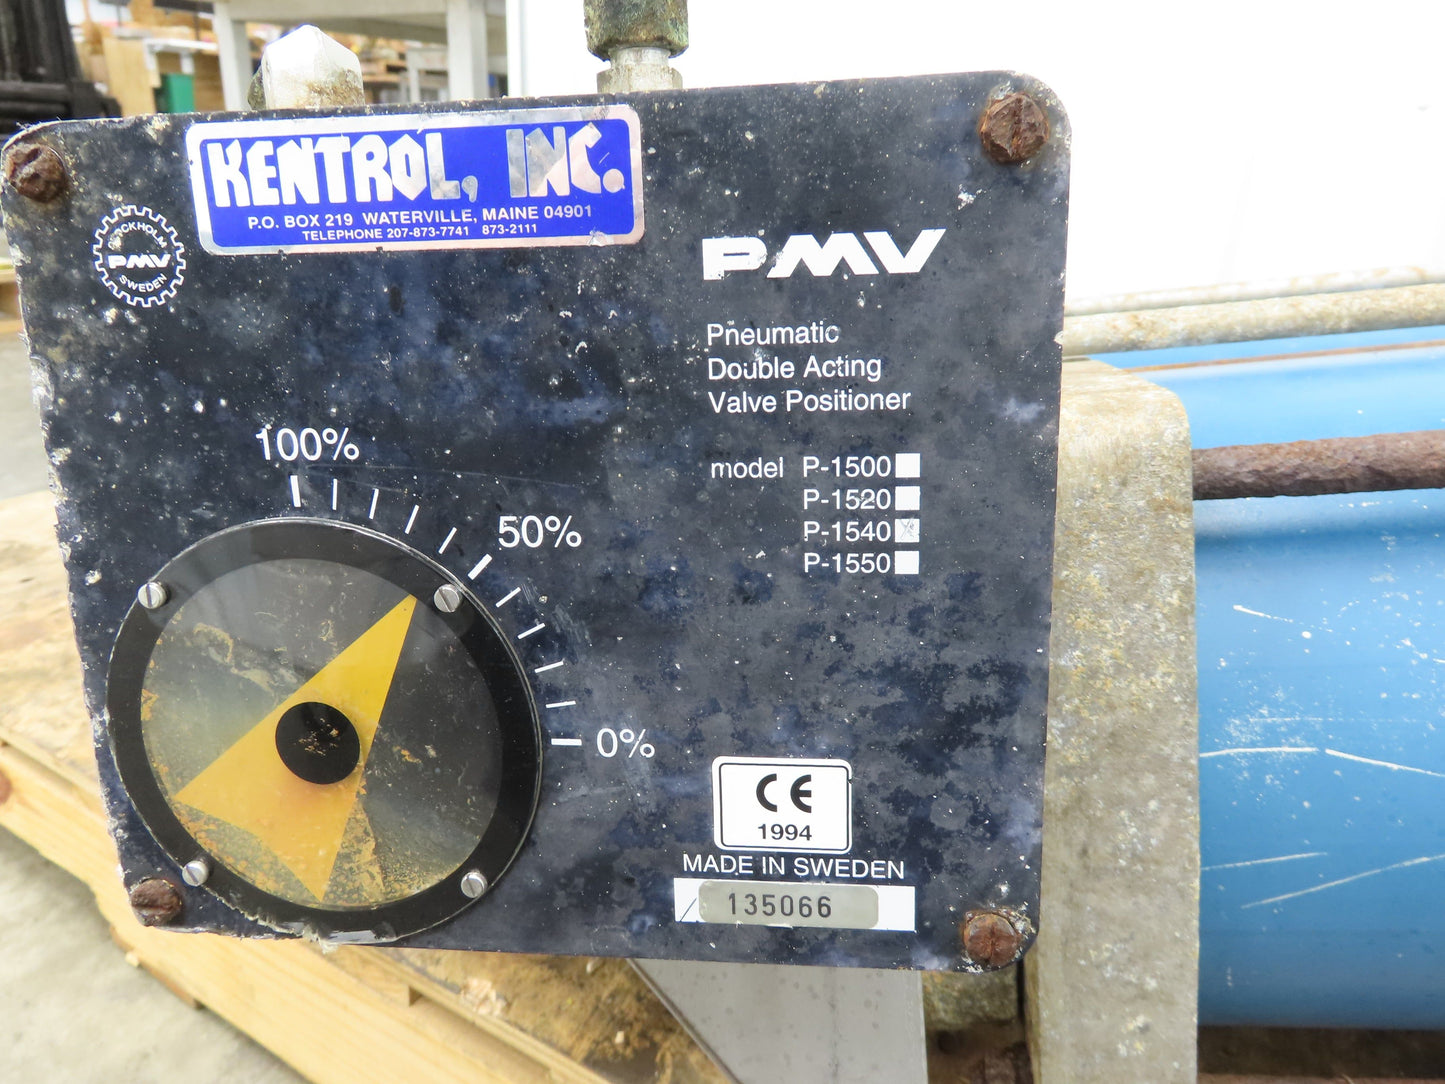 KENTROL, INC.
P.O. BOX 219 WATERVILLE, MAINE 04901
TELEPHONE 207-873-7741 873-2111
STOCKHOLM
PMV
SWEDEN
PMV
Pneumatic
Double Acting
Valve Positioner
model P-1500
P-1520
P-1540
P-1550
100%
50%
0%
CE
1994
MADE IN SWEDEN
135066